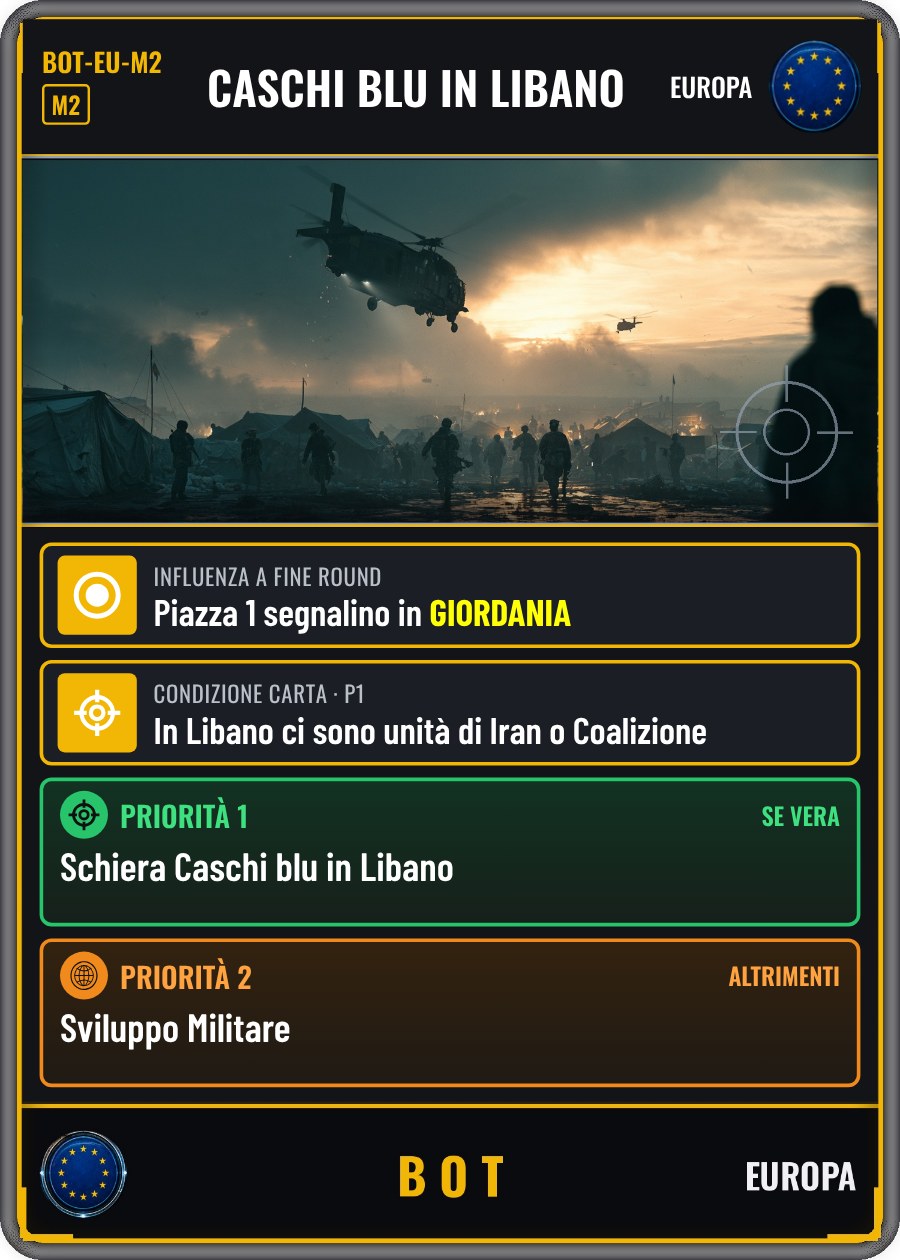 BOT-EU-M2
M2
CASCHI BLU IN LIBANO
EUROPA
INFLUENZA A FINE ROUND
Piazza 1 segnalino in GIORDANIA
CONDIZIONE CARTA · P1
In Libano ci sono unità di Iran o Coalizione
PRIORITÀ 1
SE VERA
Schiera Caschi blu in Libano
PRIORITÀ 2
ALTRIMENTI
Sviluppo Militare
BOT
EUROPA